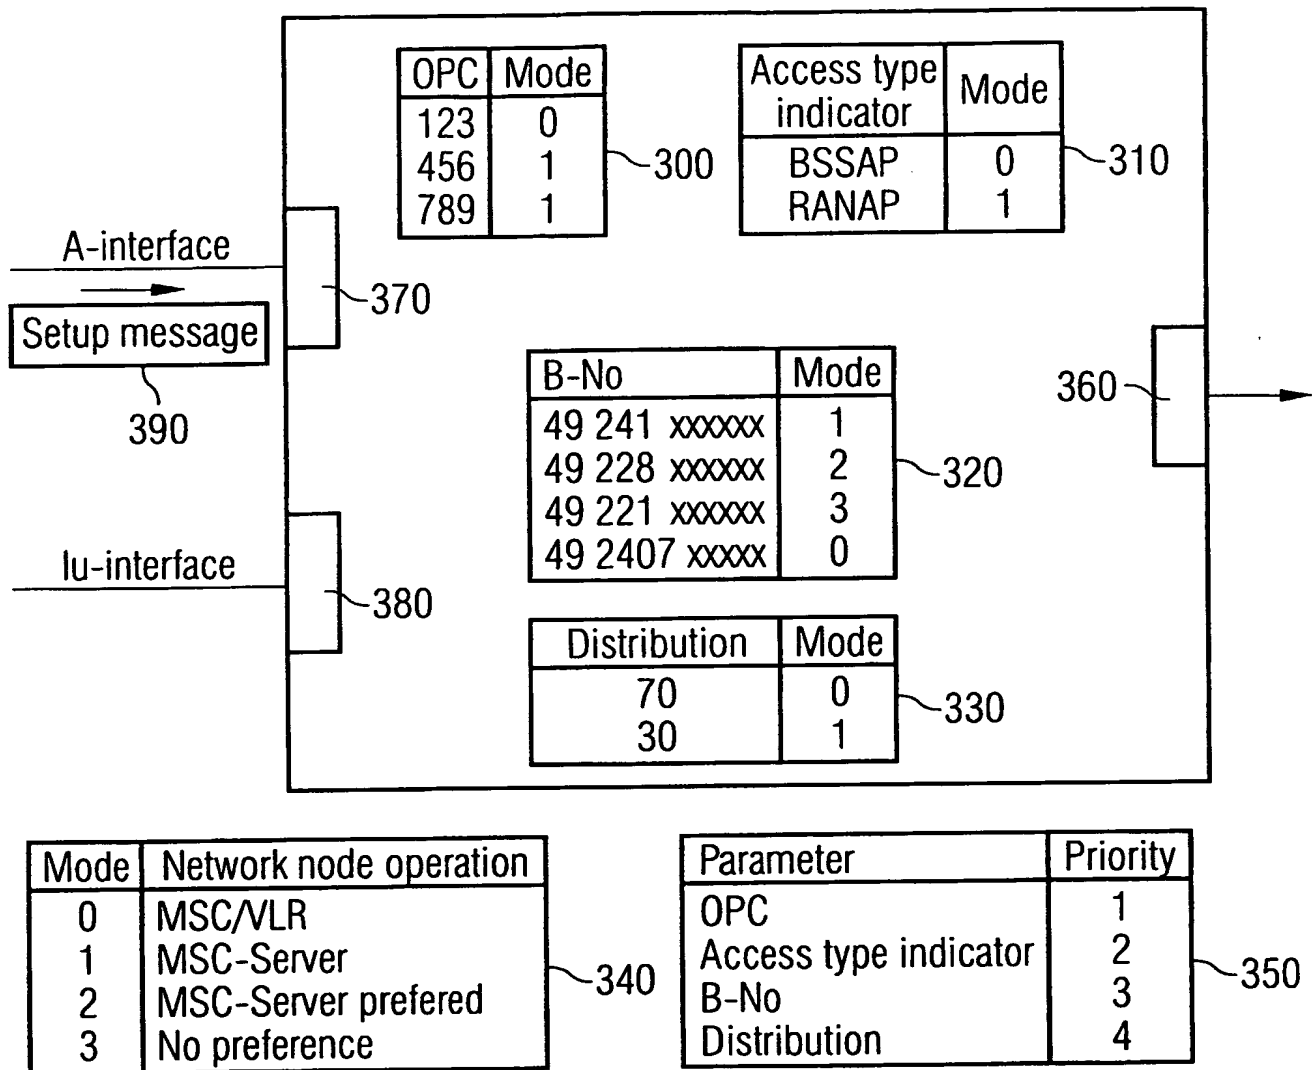 OPC Mode
123 0
456 1
789 1
300
Access type indicator Mode
BSSAP 0
RANAP 1
310
A-interface
Setup message
390
370
Iu-interface
380
B-No Mode
49 241 xxxxxx 1
49 228 xxxxxx 2
49 221 xxxxxx 3
49 2407 xxxxx 0
320
360
Distribution Mode
70 0
30 1
330
Mode Network node operation
0 MSC/VLR
1 MSC-Server
2 MSC-Server prefered
3 No preference
340
Parameter Priority
OPC 1
Access type indicator 2
B-No 3
Distribution 4
350